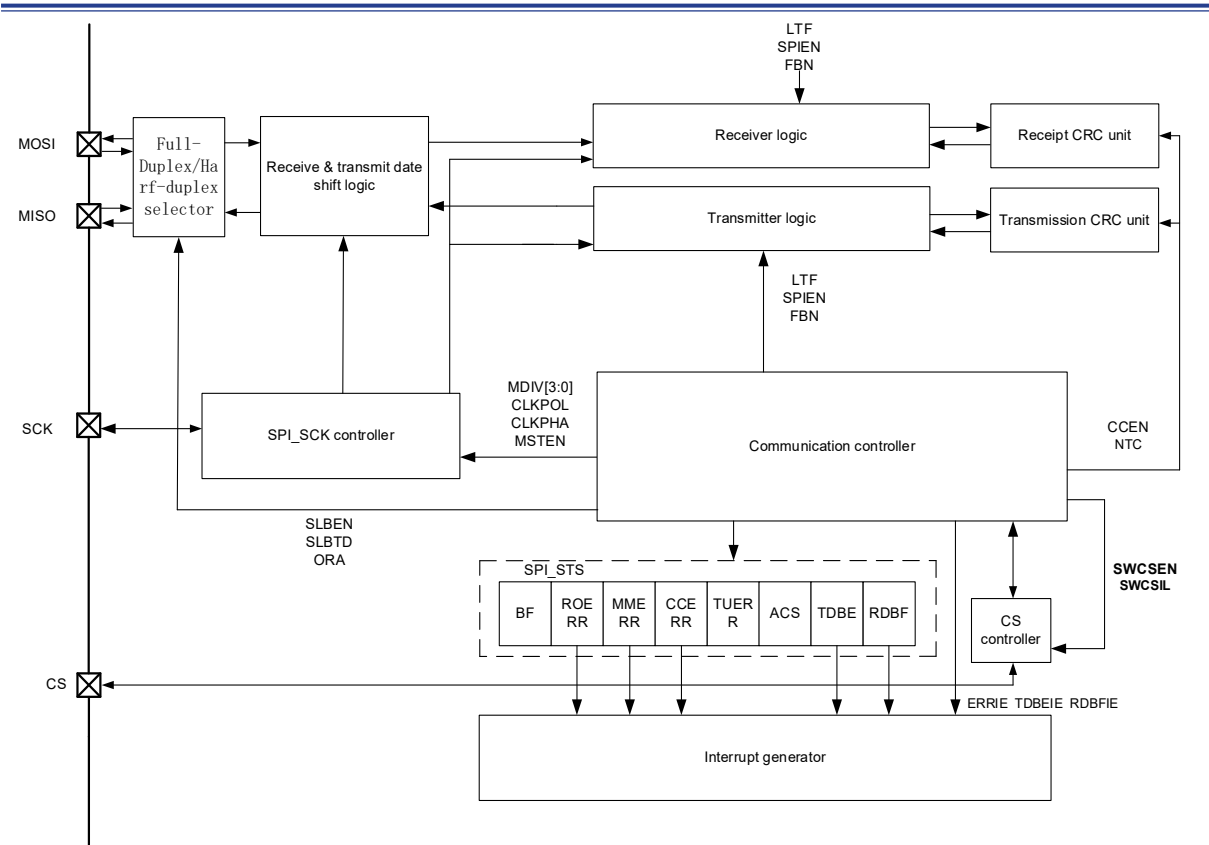 LTF
SPIEN
FBN
MOSI
Full-
Duplex/Ha
rf-duplex
selector
Receive & transmit date
shift logic
Receiver logic
Receipt CRC unit
MISO
Transmitter logic
Transmission CRC unit
LTF
SPIEN
FBN
MDIV[3:0]
CLKPOL
CLKPHA
MSTEN
SCK
SPI_SCK controller
Communication controller
CCEN
NTC
SLBEN
SLBTD
ORA
SPI_STS
BF
ROE
RR
MME
RR
CCE
RR
TUER
R
ACS
TDBE
RDBF
SWCSEN
SWCSIL
CS
controller
CS
ERRIE TDBEIE RDBFIE
Interrupt generator